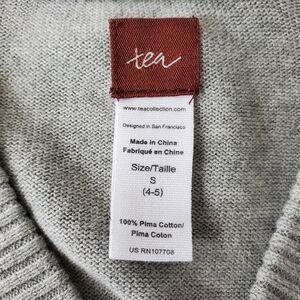 tea
www.teacollection.com
Designed in San Francisco
Made in China
Fabriqué en Chine
Size/Taille
S
(4-5)
100% Pima Cotton/
Pima Coton
US RN107708